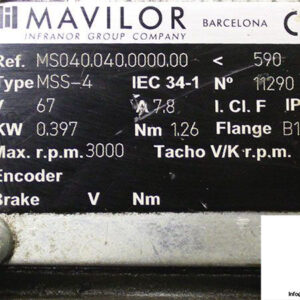 MAVILOR BARCELONA
INFRANOR GROUP COMPANY
Ref. MS040.040.0000.00 < 590
Type MSS-4 IEC 34-1 Nº 11290
V 67 A 7.8 I. Cl. F IP
KW 0.397 Nm 1.26 Flange B1
Max. r.p.m. 3000 Tacho V/K r.p.m.
Encoder
Brake V Nm